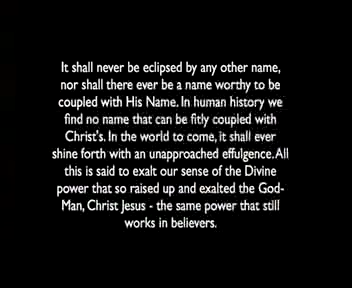 It shall never be eclipsed by any other name,
nor shall there ever be a name worthy to be
coupled with His Name. In human history we
find no name that can be fitly coupled with
Christ's. In the world to come, it shall ever
shine forth with an unapproached effulgence. All
this is said to exalt our sense of the Divine
power that so raised up and exalted the God-
Man, Christ Jesus - the same power that still
works in believers.